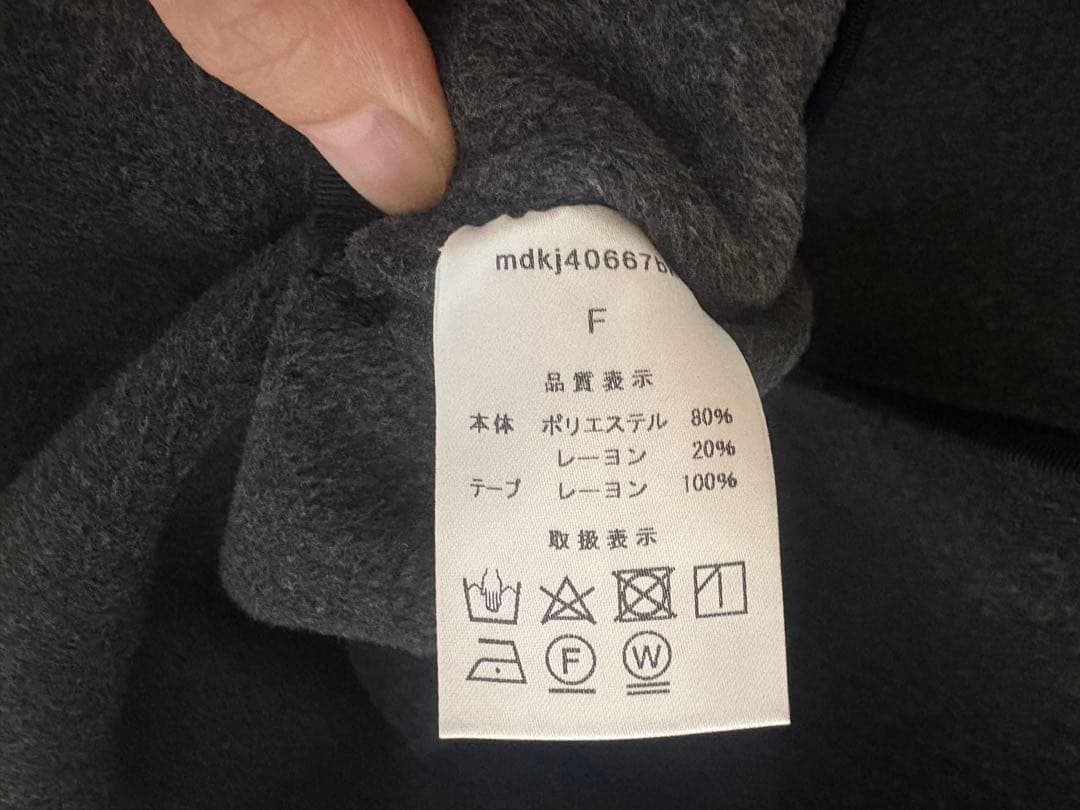 mdkj40667b
F
品質表示
本体 ポリエステル 80%
レーヨン 20%
テープ レーヨン 100%
取扱表示
F W